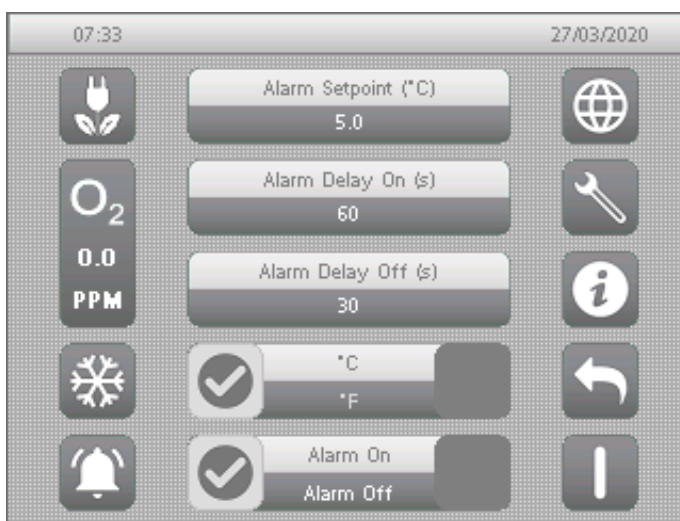 07:33 27/03/2020
Alarm Setpoint (°C)
5.0
Alarm Delay On (s)
60
O₂
0.0
PPM
Alarm Delay Off (s)
30
°C
°F
Alarm On
Alarm Off